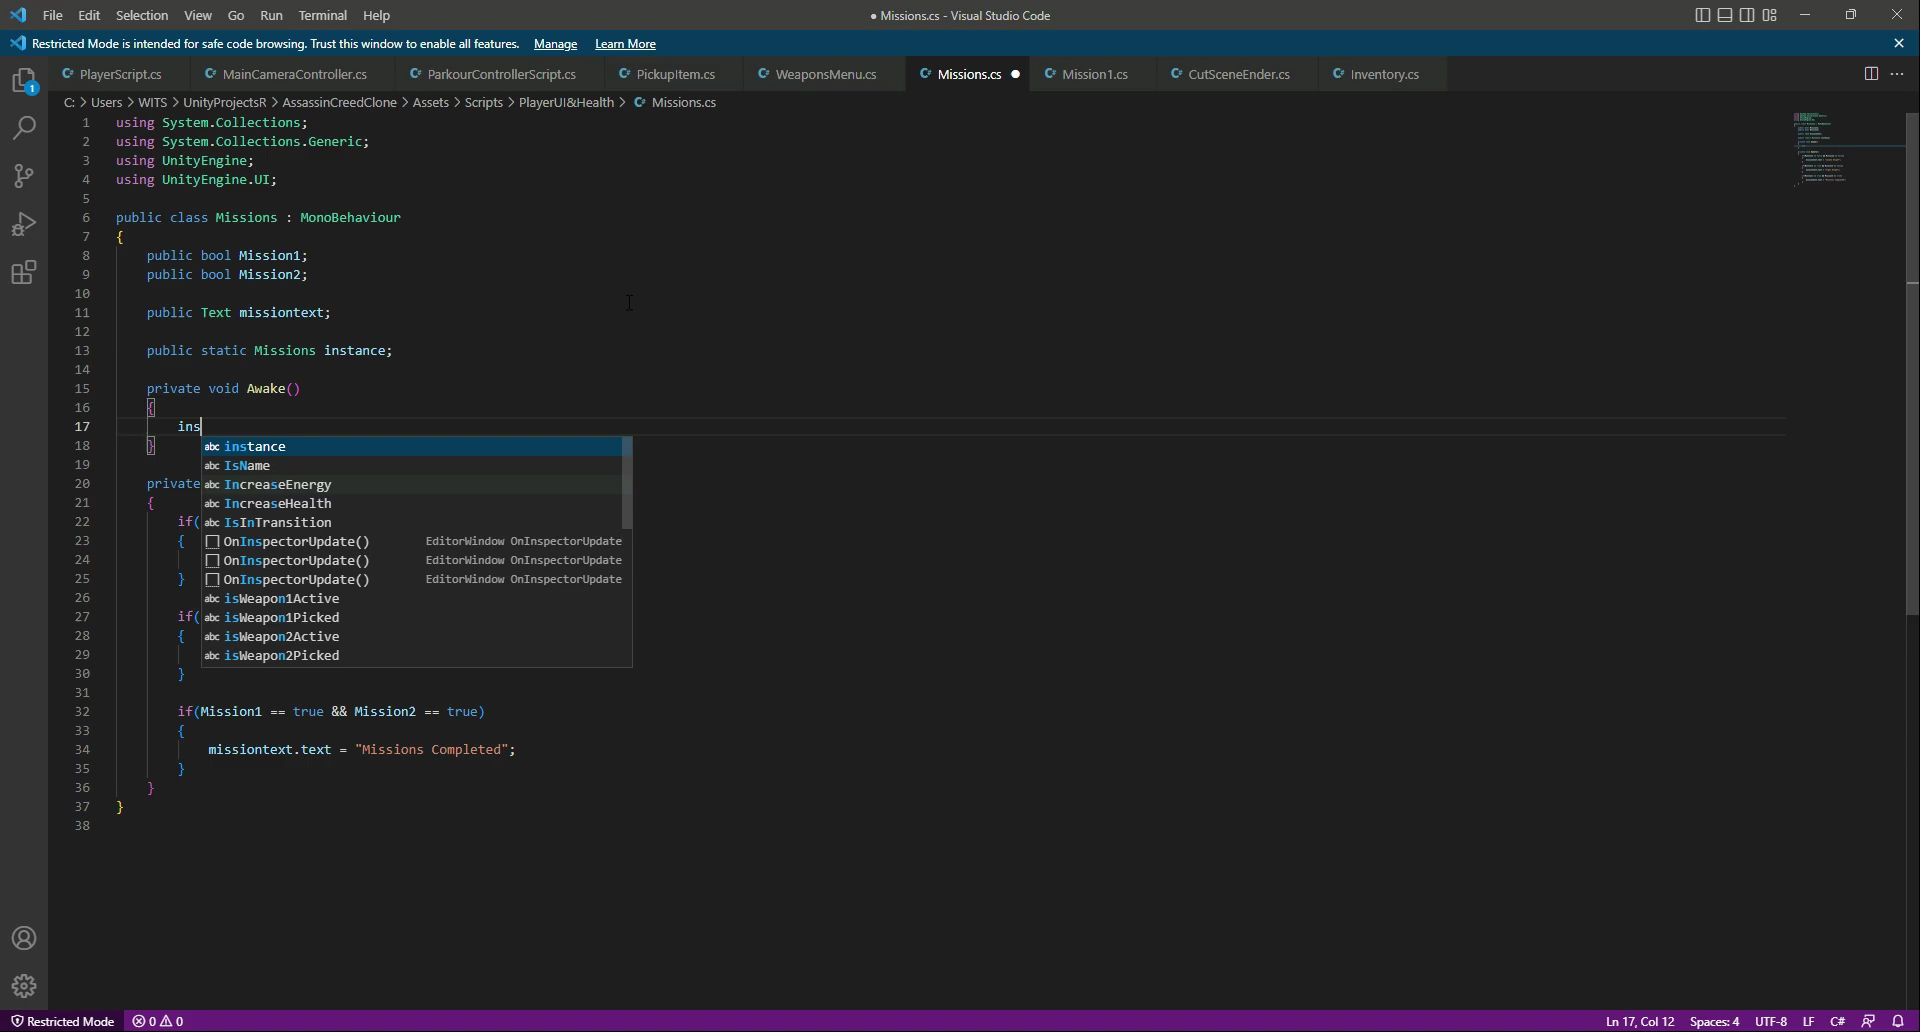 File Edit Selection View Go Run Terminal Help
● Missions.cs - Visual Studio Code
Restricted Mode is intended for safe code browsing. Trust this window to enable all features. Manage Learn More
PlayerScript.cs MainCameraController.cs ParkourControllerScript.cs PickupItem.cs WeaponsMenu.cs Missions.cs Mission1.cs CutSceneEnder.cs Inventory.cs
C: > Users > WITS > UnityProjectsR > AssassinCreedClone > Assets > Scripts > PlayerUI&Health > Missions.cs
1 using System.Collections;
2 using System.Collections.Generic;
3 using UnityEngine;
4 using UnityEngine.UI;
5
6 public class Missions : MonoBehaviour
7 {
8 public bool Mission1;
9 public bool Mission2;
10
11 public Text missiontext;
12
13 public static Missions instance;
14
15 private void Awake()
16 {
17 ins
18 }
abc instance
19
abc IsName
20 private
abc IncreaseEnergy
21 {
abc IncreaseHealth
22 if(
abc IsInTransition
23 {
OnInspectorUpdate() EditorWindow OnInspectorUpdate
24
OnInspectorUpdate() EditorWindow OnInspectorUpdate
25 }
OnInspectorUpdate() EditorWindow OnInspectorUpdate
26
abc isWeapon1Active
27 if(
abc isWeapon1Picked
28 {
abc isWeapon2Active
29
abc isWeapon2Picked
30 }
31
32 if(Mission1 == true && Mission2 == true)
33 {
34 missiontext.text = "Missions Completed";
35 }
36 }
37 }
38
1
Restricted Mode 0 0 Ln 17, Col 12 Spaces: 4 UTF-8 LF C#